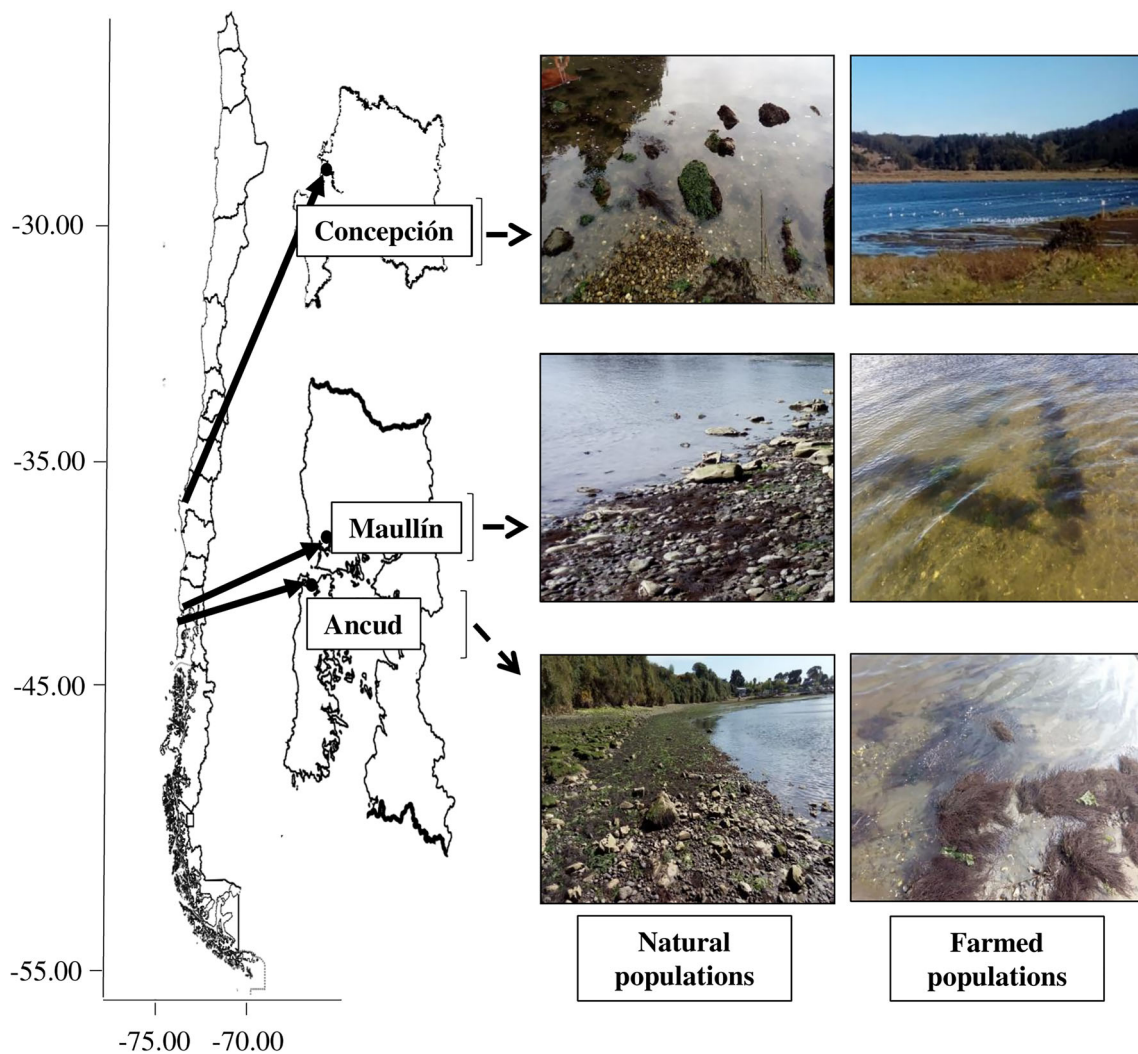 -30.00
Concepción
-35.00
Maullín
Ancud
-45.00
-55.00
-75.00 -70.00
Natural
populations
Farmed
populations